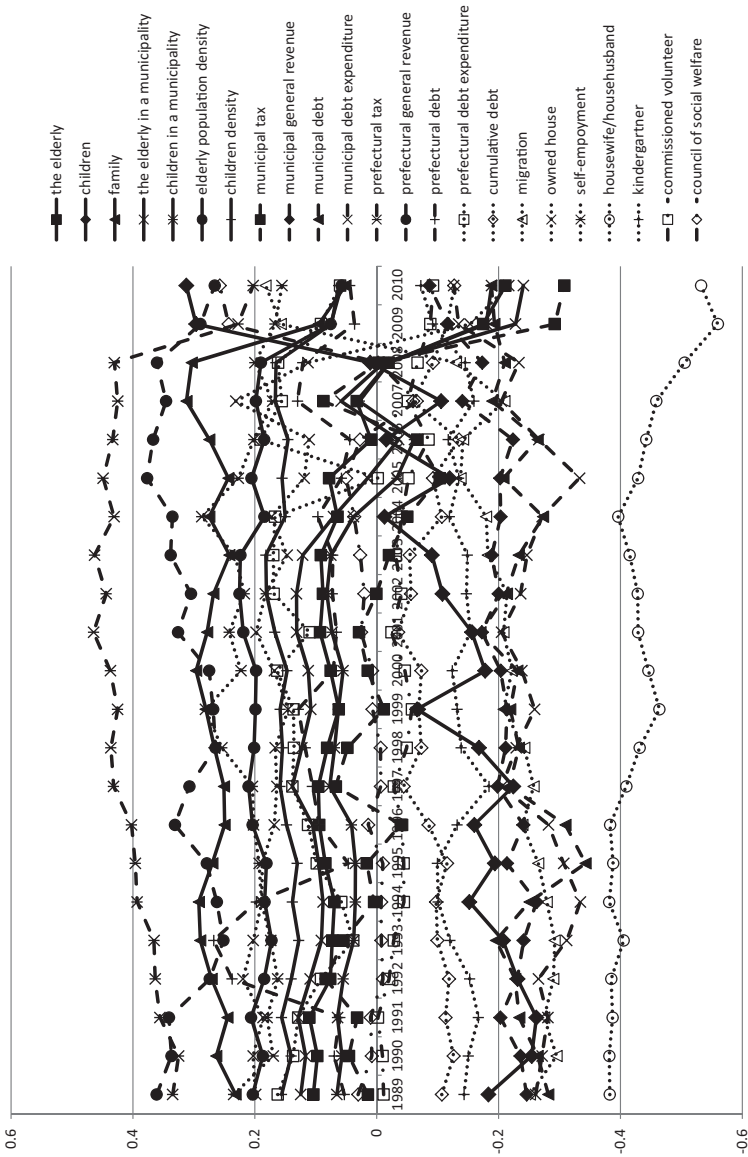 0.6
0.4
0.2
0
-0.2
-0.4
-0.6
1989
1990
1991
1992
1993
1994
1995
1996
1997
1998
1999
2000
2001
2002
2003
2004
2005
2006
2007
2008
2009
2010
the elderly
children
family
the elderly in a municipality
children in a municipality
elderly population density
children density
municipal tax
municipal general revenue
municipal debt
municipal debt expenditure
prefectural tax
prefectural general revenue
prefectural debt
prefectural debt expenditure
cumulative debt
migration
owned house
self-empoyment
housewife/househusband
kindergartner
commissioned volunteer
council of social welfare